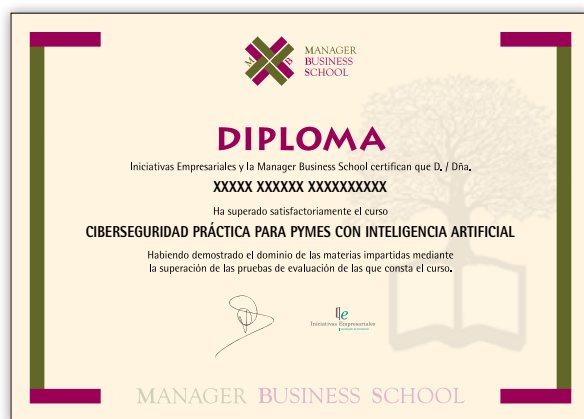 M B
MANAGER
BUSINESS
SCHOOL
DIPLOMA
Iniciativas Empresariales y la Manager Business School certifican que D. / Dña.
XXXXX XXXXXX XXXXXXXXXX
Ha superado satisfactoriamente el curso
CIBERSEGURIDAD PRÁCTICA PARA PYMES CON INTELIGENCIA ARTIFICIAL
Habiendo demostrado el dominio de las materias impartidas mediante
la superación de las pruebas de evaluación de las que consta el curso.
Iniciativas Empresariales
MANAGER BUSINESS SCHOOL